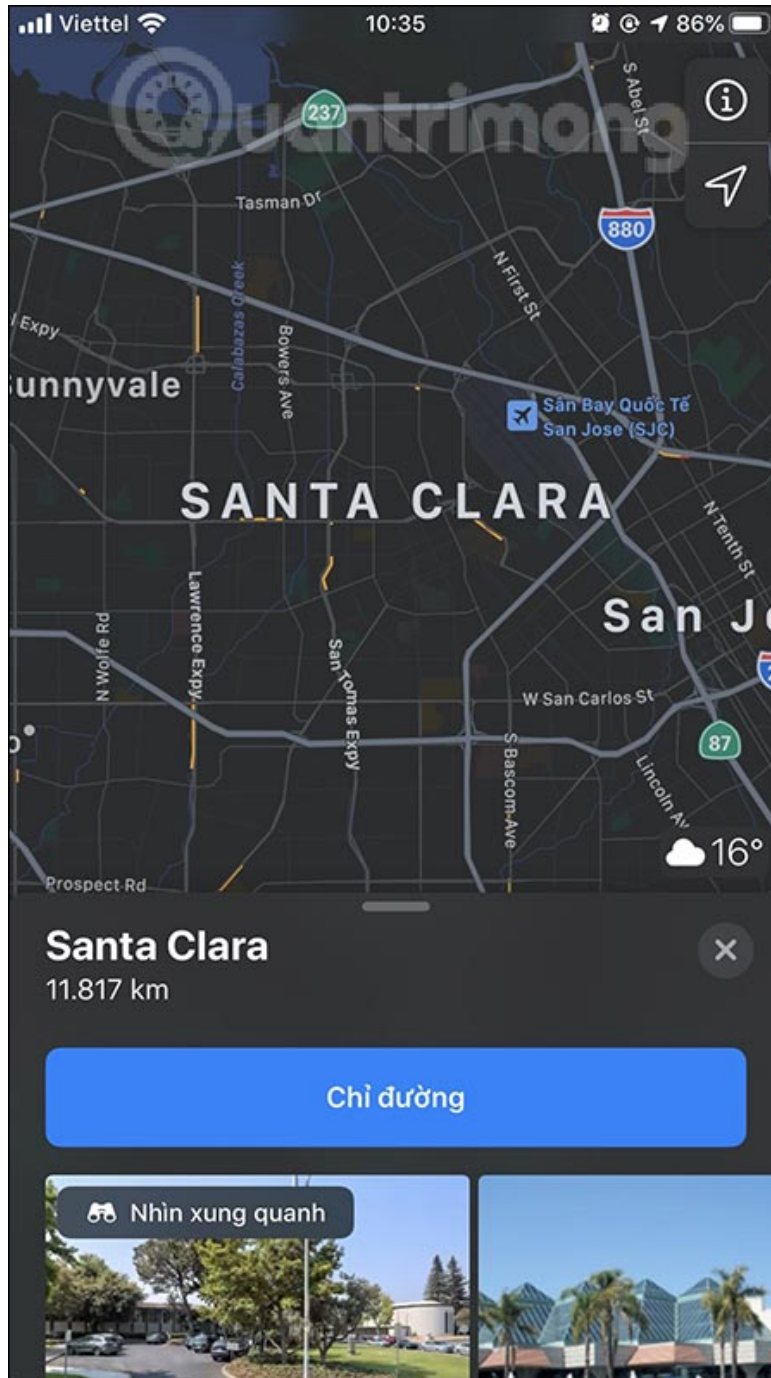 Viettel
10:35
86%
Quantrimang
237
S Abel St
Tasman Dr
880
N First St
Calabazas Creek
Bowers Ave
l Expy
unnyvale
Sân Bay Quốc Tế
San Jose (SJC)
SANTA CLARA
N Tenth St
Lawrence Expy
N Wolfe Rd
San Jo
San Tomas Expy
W San Carlos St
87
S Bascom Ave
Lincoln Av
16°
Prospect Rd
Santa Clara
11.817 km
Chỉ đường
Nhìn xung quanh